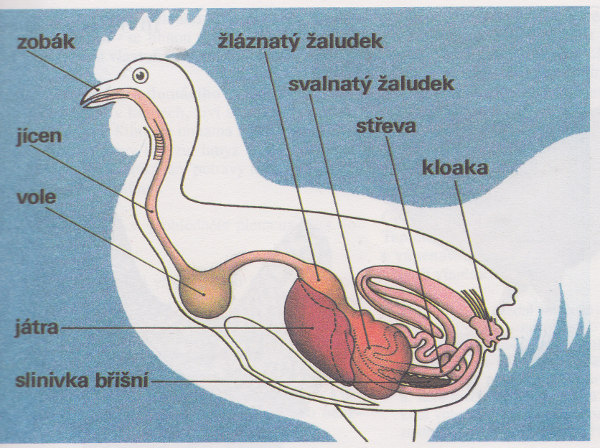 zobák
žláznatý žaludek
svalnatý žaludek
střeva
kloaka
jícen
vole
játra
slinivka břišní